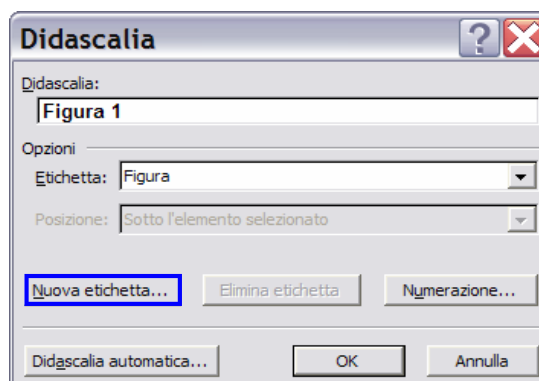 Didascalia ?
Didascalia:
Figura 1
Opzioni
Etichetta: Figura
Posizione: Sotto l'elemento selezionato
Nuova etichetta... Elimina etichetta Numerazione...
Didascalia automatica... OK Annulla